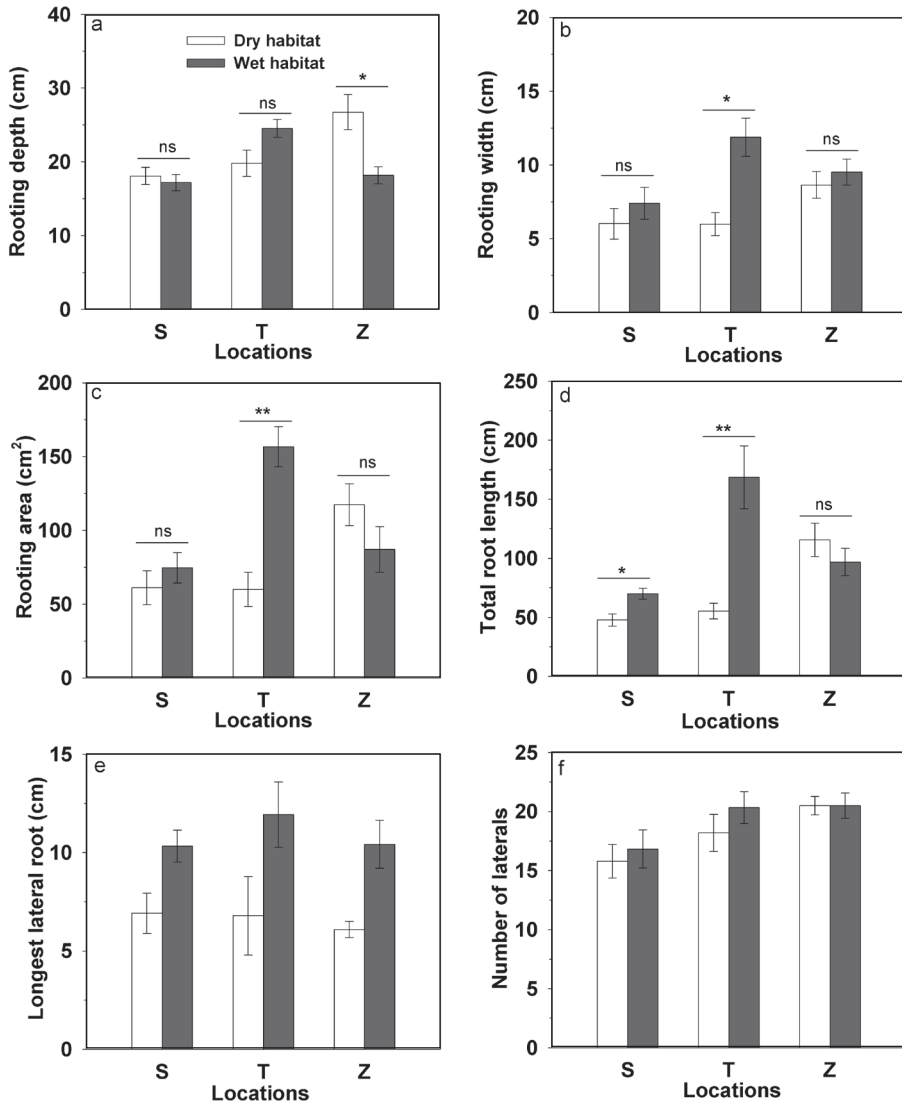 a
Dry habitat
Wet habitat
ns
ns
*
40
30
20
10
0
Rooting depth (cm)
S T Z
Locations
b
ns
*
ns
20
15
10
5
0
Rooting width (cm)
S T Z
Locations
c
ns
**
ns
200
150
100
50
0
Rooting area (cm²)
S T Z
Locations
d
*
**
ns
250
200
150
100
50
0
Total root length (cm)
S T Z
Locations
e
15
10
5
0
Longest lateral root (cm)
S T Z
Locations
f
25
20
15
10
5
0
Number of laterals
S T Z
Locations